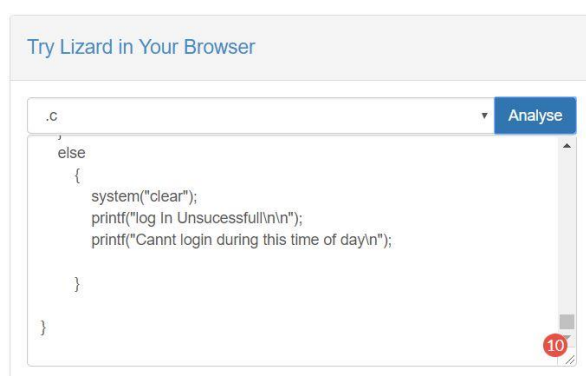 Try Lizard in Your Browser
.c
Analyse
}
else
{
system("clear");
printf("log In Unsucessfull\n\n");
printf("Cannt login during this time of day\n");
}
}
10